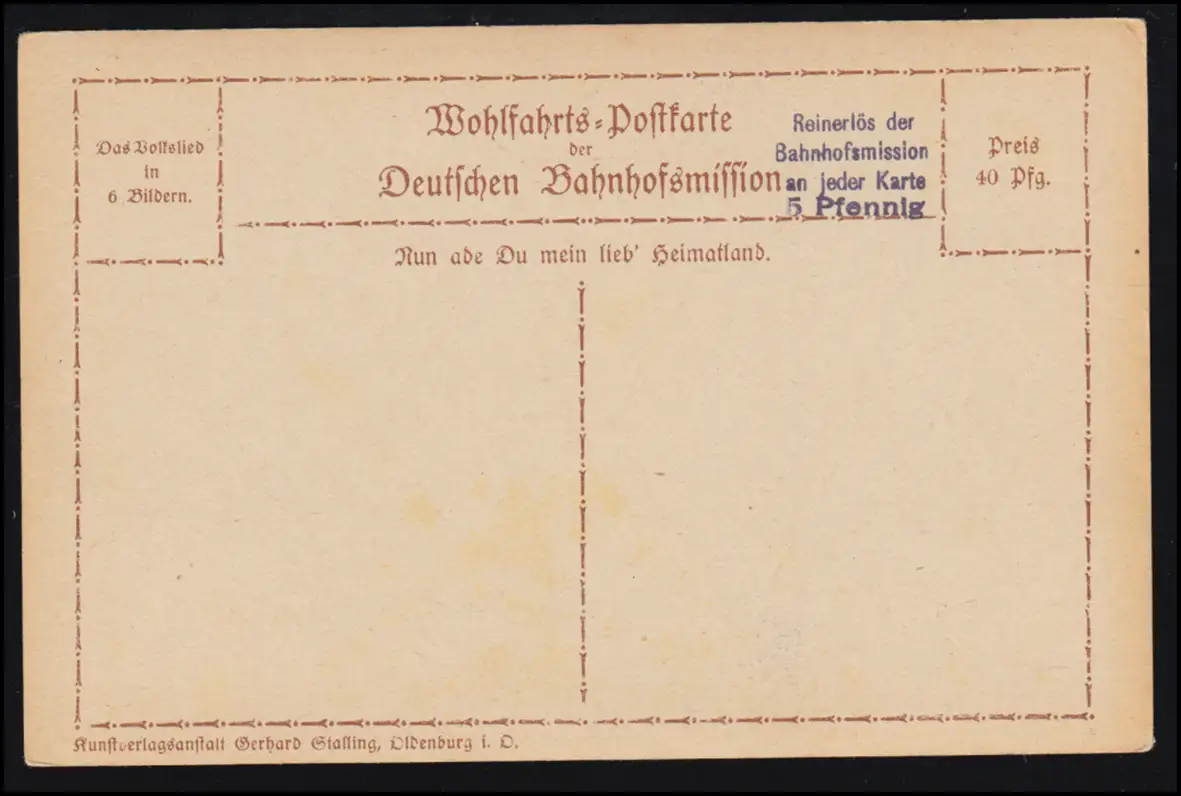 Das Volkslied
in
6 Bildern.
Wohlfahrts-Postkarte
der
Deutschen Bahnhofsmission
Reinerlös der
Bahnhofsmission
an jeder Karte
5 Pfennig
Preis
40 Pfg.
Nun ade Du mein lieb' Heimatland.
Kunstverlagsanstalt Gerhard Stalling, Oldenburg i. O.